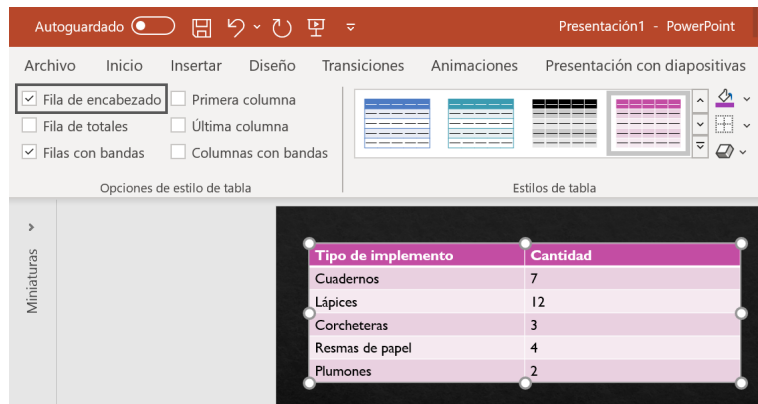 Autoguardado
Presentación1 - PowerPoint
Archivo Inicio Insertar Diseño Transiciones Animaciones Presentación con diapositivas
Fila de encabezado Primera columna
Fila de totales Última columna
Filas con bandas Columnas con bandas
Opciones de estilo de tabla Estilos de tabla
Miniaturas
Tipo de implemento Cantidad
Cuadernos 7
Lápices 12
Corcheteras 3
Resmas de papel 4
Plumones 2